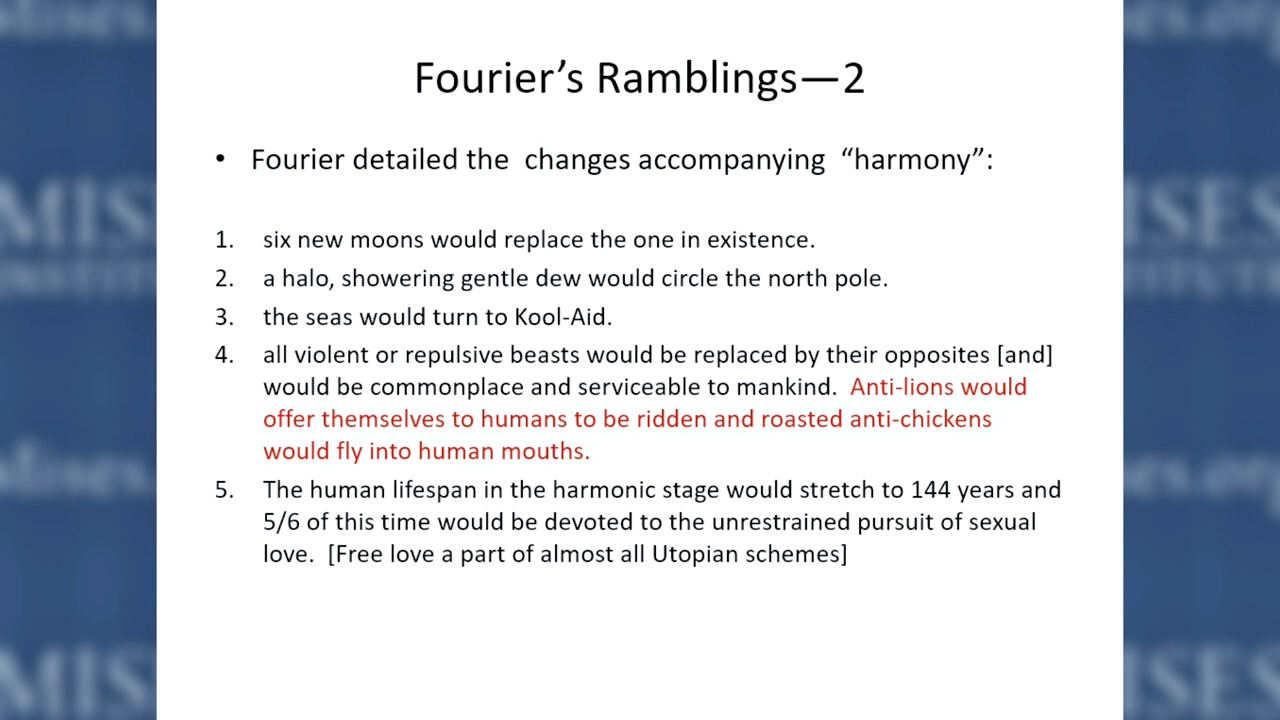 Fourier’s Ramblings—2
• Fourier detailed the changes accompanying “harmony”:
1. six new moons would replace the one in existence.
2. a halo, showering gentle dew would circle the north pole.
3. the seas would turn to Kool-Aid.
4. all violent or repulsive beasts would be replaced by their opposites [and]
would be commonplace and serviceable to mankind. Anti-lions would
offer themselves to humans to be ridden and roasted anti-chickens
would fly into human mouths.
5. The human lifespan in the harmonic stage would stretch to 144 years and
5/6 of this time would be devoted to the unrestrained pursuit of sexual
love. [Free love a part of almost all Utopian schemes]